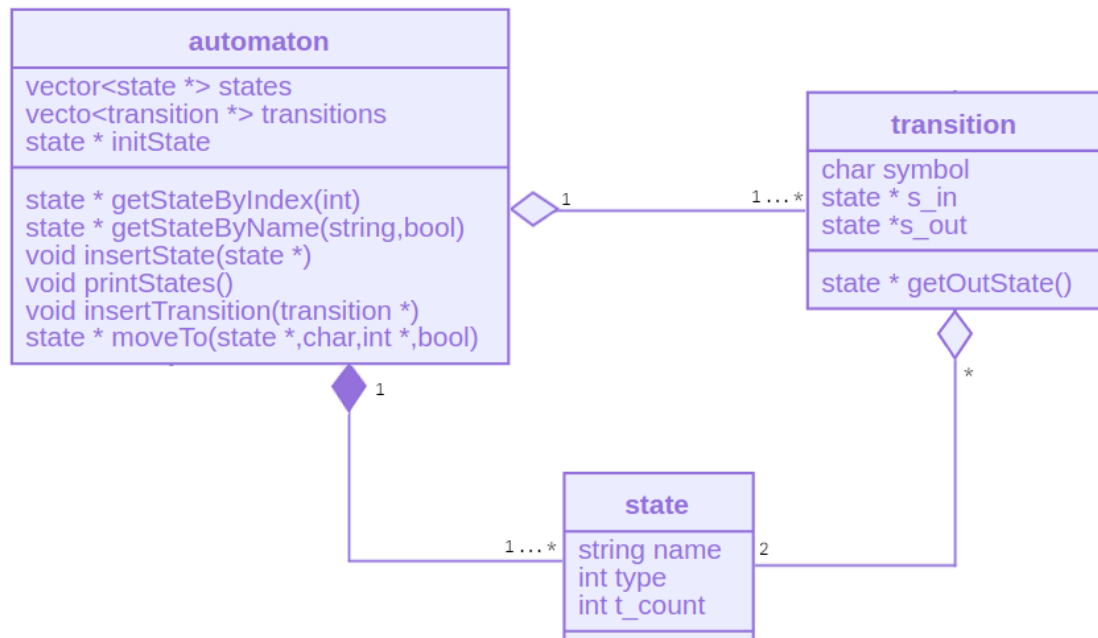 automaton
vector<state *> states
vecto<transition *> transitions
state * initState
state * getStateByIndex(int)
state * getStateByName(string,bool)
void insertState(state *)
void printStates()
void insertTransition(transition *)
state * moveTo(state *,char,int *,bool)
1
1...*
transition
char symbol
state * s_in
state *s_out
state * getOutState()
1
*
1...*
state
string name
int type
int t_count
2